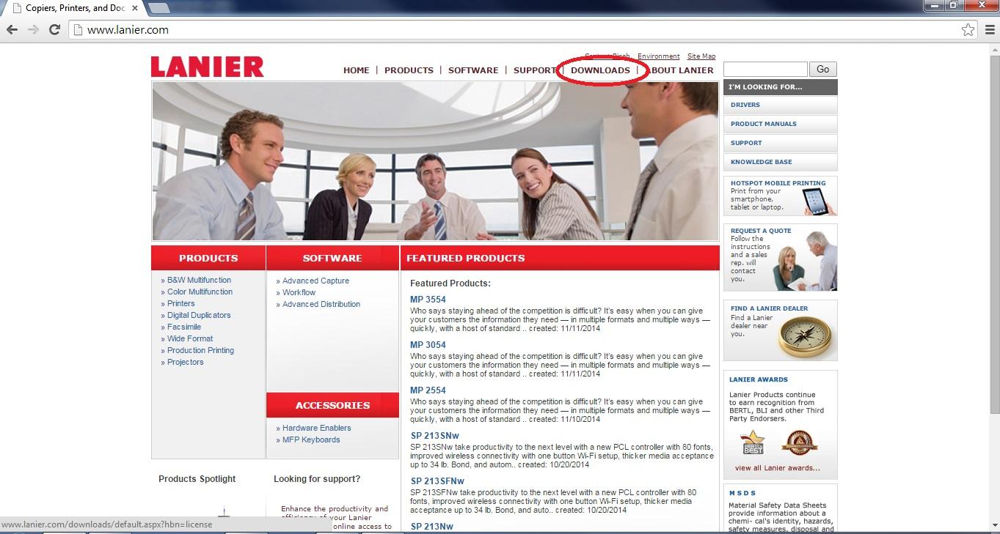 Copiers, Printers, and Doc
www.lanier.com
LANIER
Environment Site Map
HOME | PRODUCTS | SOFTWARE | SUPPORT | DOWNLOADS | ABOUT LANIER
Go
I'M LOOKING FOR...
DRIVERS
PRODUCT MANUALS
SUPPORT
KNOWLEDGE BASE
HOTSPOT MOBILE PRINTING
Print from your
smartphone,
tablet or laptop.
REQUEST A QUOTE
Follow the
instructions
and a sales
rep. will
contact
you.
FIND A LANIER DEALER
Find a Lanier
dealer near
you.
LANIER AWARDS
Lanier Products continue
to earn recognition from
BERTL, BLI and other Third
Party Endorsers.
BERTL'S
BEST
view all Lanier awards...
M S D S
Material Safety Data Sheets
provide information about a
chemi- cal's identity, hazards,
safety measures, disposal and
PRODUCTS
» B&W Multifunction
» Color Multifunction
» Printers
» Digital Duplicators
» Facsimile
» Wide Format
» Production Printing
» Projectors
SOFTWARE
» Advanced Capture
» Workflow
» Advanced Distribution
ACCESSORIES
» Hardware Enablers
» MFP Keyboards
FEATURED PRODUCTS
Featured Products:
MP 3554
Who says staying ahead of the competition is difficult? It's easy when you can give
your customers the information they need — in multiple formats and multiple ways —
quickly, with a host of standard .. created: 11/11/2014
MP 3054
Who says staying ahead of the competition is difficult? It's easy when you can give
your customers the information they need — in multiple formats and multiple ways —
quickly, with a host of standard .. created: 11/11/2014
MP 2554
Who says staying ahead of the competition is difficult? It's easy when you can give
your customers the information they need — in multiple formats and multiple ways —
quickly, with a host of standard .. created: 11/10/2014
SP 213SNw
SP 213SNw take productivity to the next level with a new PCL controller with 80 fonts,
improved wireless connectivity with one button Wi-Fi setup, thicker media acceptance
up to 34 lb. Bond, and autom.. created: 10/20/2014
SP 213SFNw
SP 213SFNw take productivity to the next level with a new PCL controller with 80
fonts, improved wireless connectivity with one button Wi-Fi setup, thicker media
acceptance up to 34 lb. Bond, and auto.. created: 10/20/2014
SP 213Nw
Products Spotlight
Looking for support?
Enhance the productivity and
efficiency of your Lanier
online access to
www.lanier.com/downloads/default.aspx?hbn=license